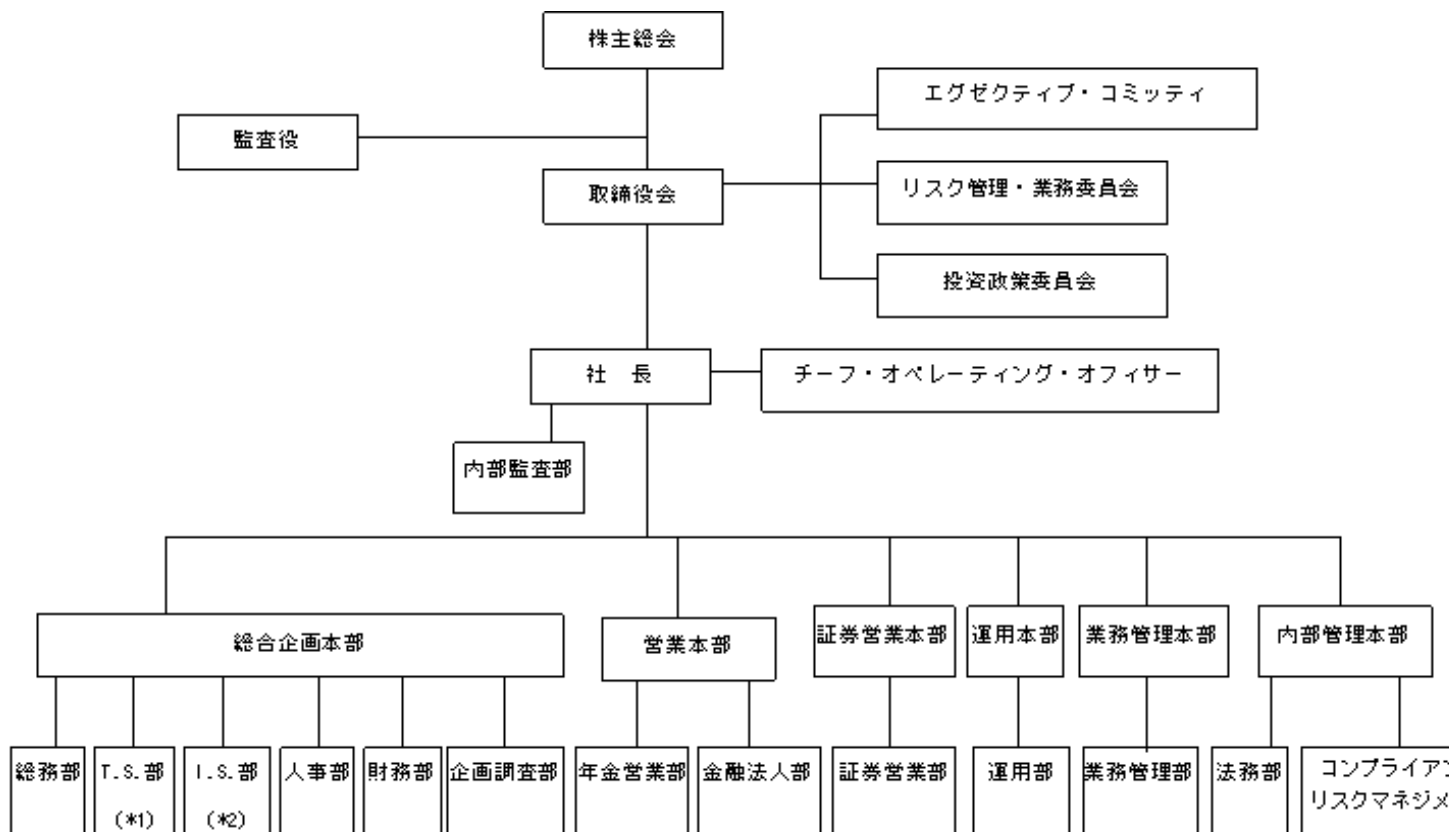 株主総会
エグゼクティブ・コミッティ
監査役
取締役会
リスク管理・業務委員会
投資政策委員会
社　長
チーフ・オペレーティング・オフィサー
内部監査部
総合企画本部
営業本部
証券営業本部
運用本部
業務管理本部
内部管理本部
総務部
T.S.部
(*1)
I.S.部
(*2)
人事部
財務部
企画調査部
年金営業部
金融法人部
証券営業部
運用部
業務管理部
法務部
コンプライアン
リスクマネジメ